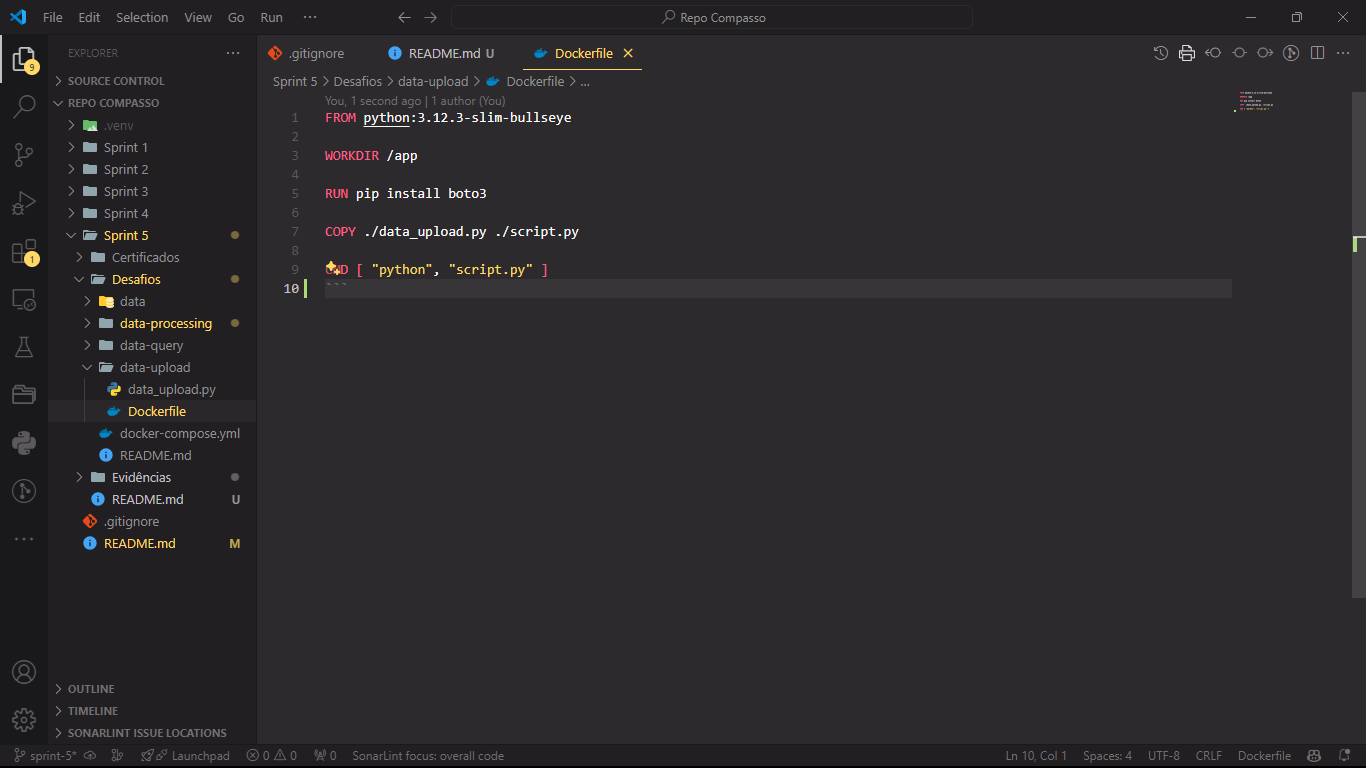 File Edit Selection View Go Run ··· Repo Compasso
EXPLORER ···
SOURCE CONTROL
REPO COMPASSO
.venv
Sprint 1
Sprint 2
Sprint 3
Sprint 4
Sprint 5
Certificados
Desafios
data
data-processing
data-query
data-upload
data_upload.py
Dockerfile
docker-compose.yml
README.md
Evidências
README.md U
.gitignore
README.md M
OUTLINE
TIMELINE
SONARLINT ISSUE LOCATIONS
9
1
.gitignore README.md U Dockerfile
Sprint 5 > Desafios > data-upload > Dockerfile > ...
You, 1 second ago | 1 author (You)
1 FROM python:3.12.3-slim-bullseye
2
3 WORKDIR /app
4
5 RUN pip install boto3
6
7 COPY ./data_upload.py ./script.py
8
9 CMD [ "python", "script.py" ]
10 ```
sprint-5* Launchpad 0 0 0 SonarLint focus: overall code Ln 10, Col 1 Spaces: 4 UTF-8 CRLF Dockerfile